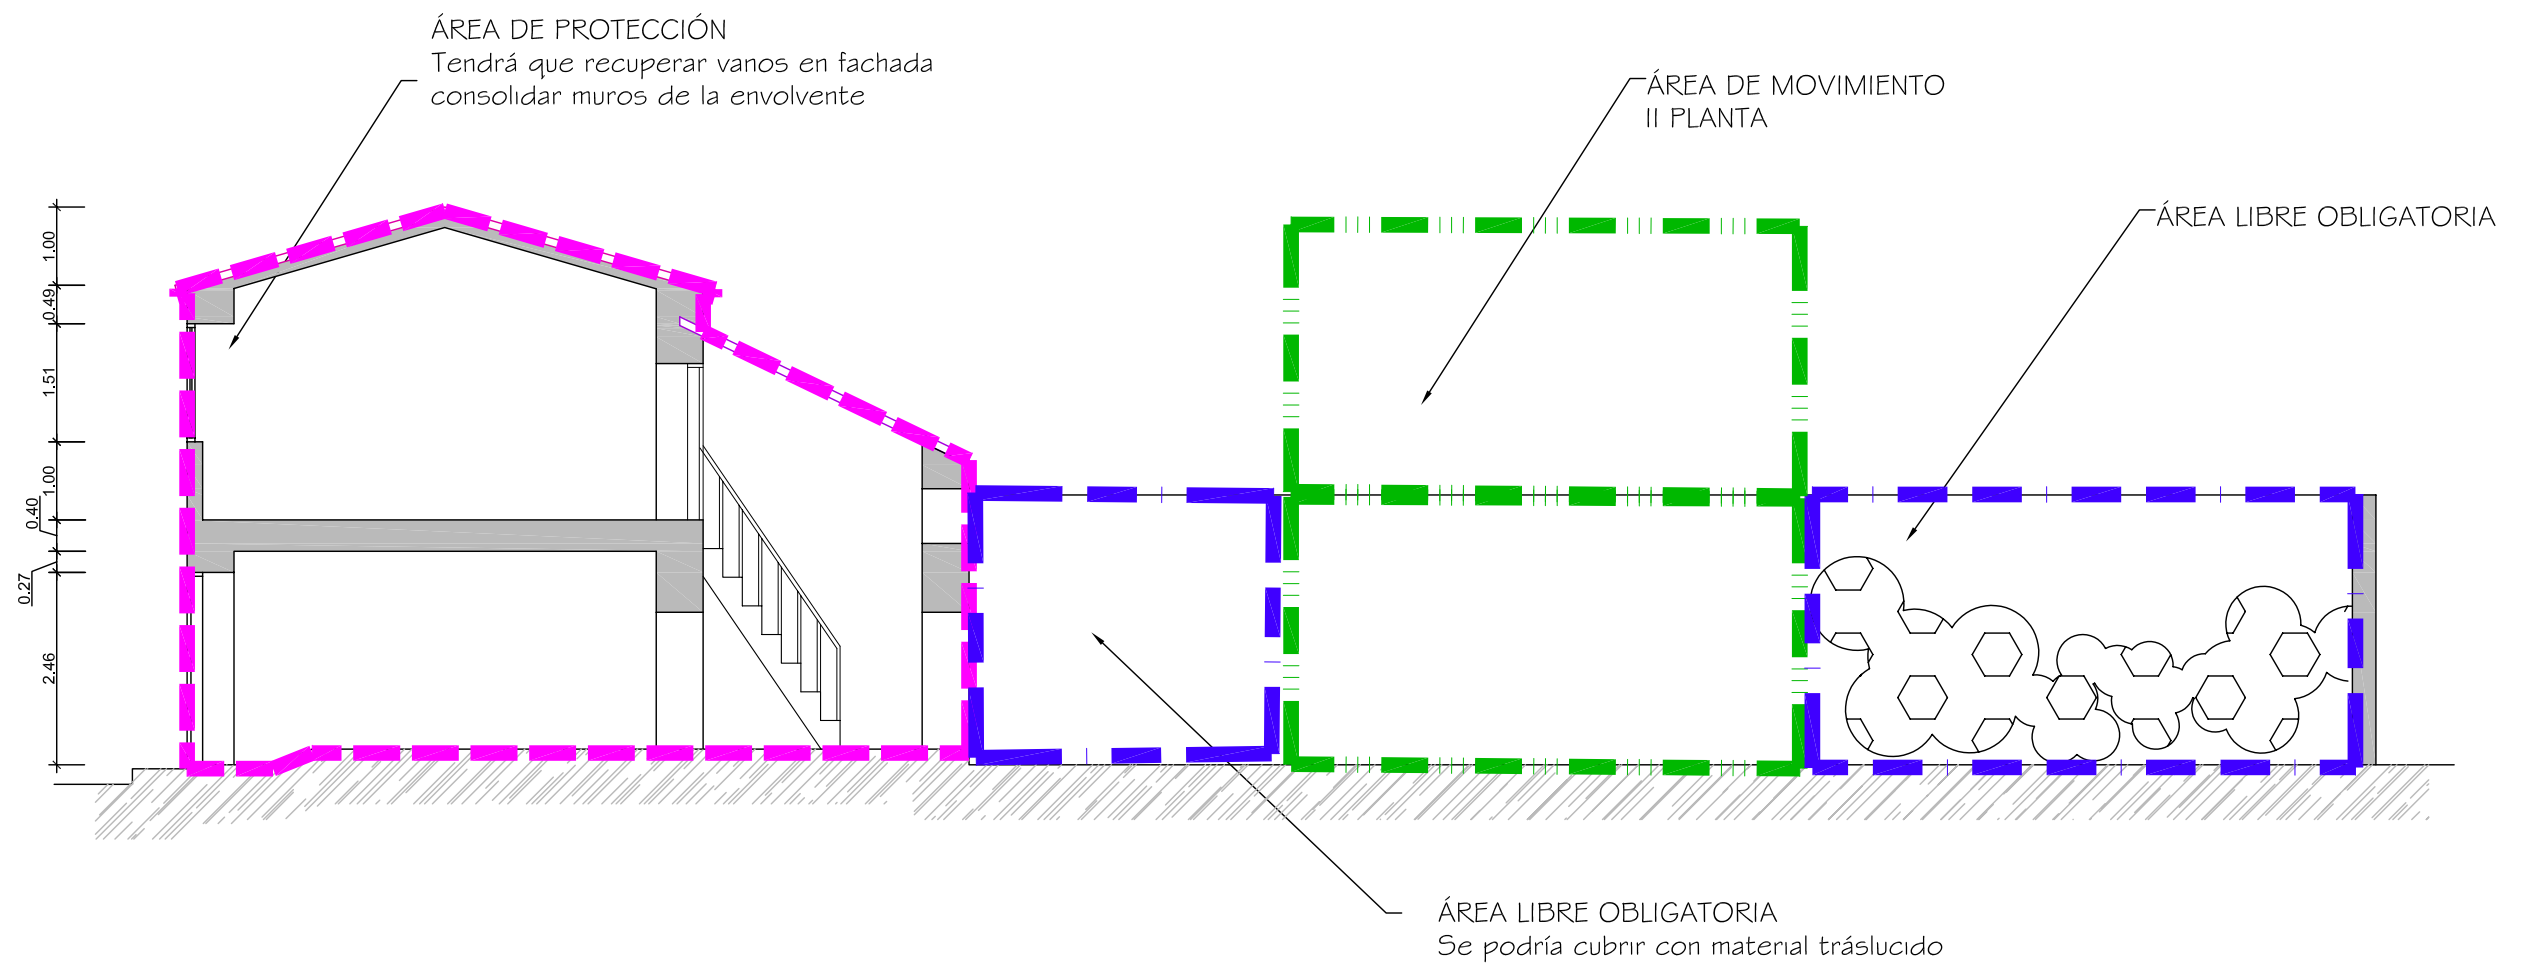 ÁREA DE PROTECCIÓN
Tendrá que recuperar vanos en fachada
consolidar muros de la envolvente
ÁREA DE MOVIMIENTO
II PLANTA
ÁREA LIBRE OBLIGATORIA
1.00
0.49
1.51
1.00
0.40
0.27
2.46
ÁREA LIBRE OBLIGATORIA
Se podría cubrir con material tráslucido